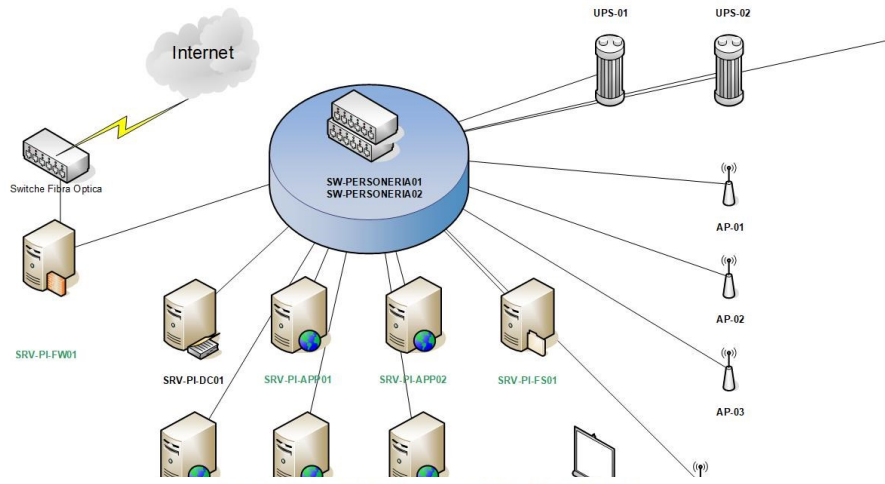 UPS-01
UPS-02
Internet
SW-PERSONERIA01
SW-PERSONERIA02
Switche Fibra Optica
AP-01
AP-02
SRV-PI-FW01
SRV-PI-DC01
SRV-PI-APP01
SRV-PI-APP02
SRV-PI-FS01
AP-03